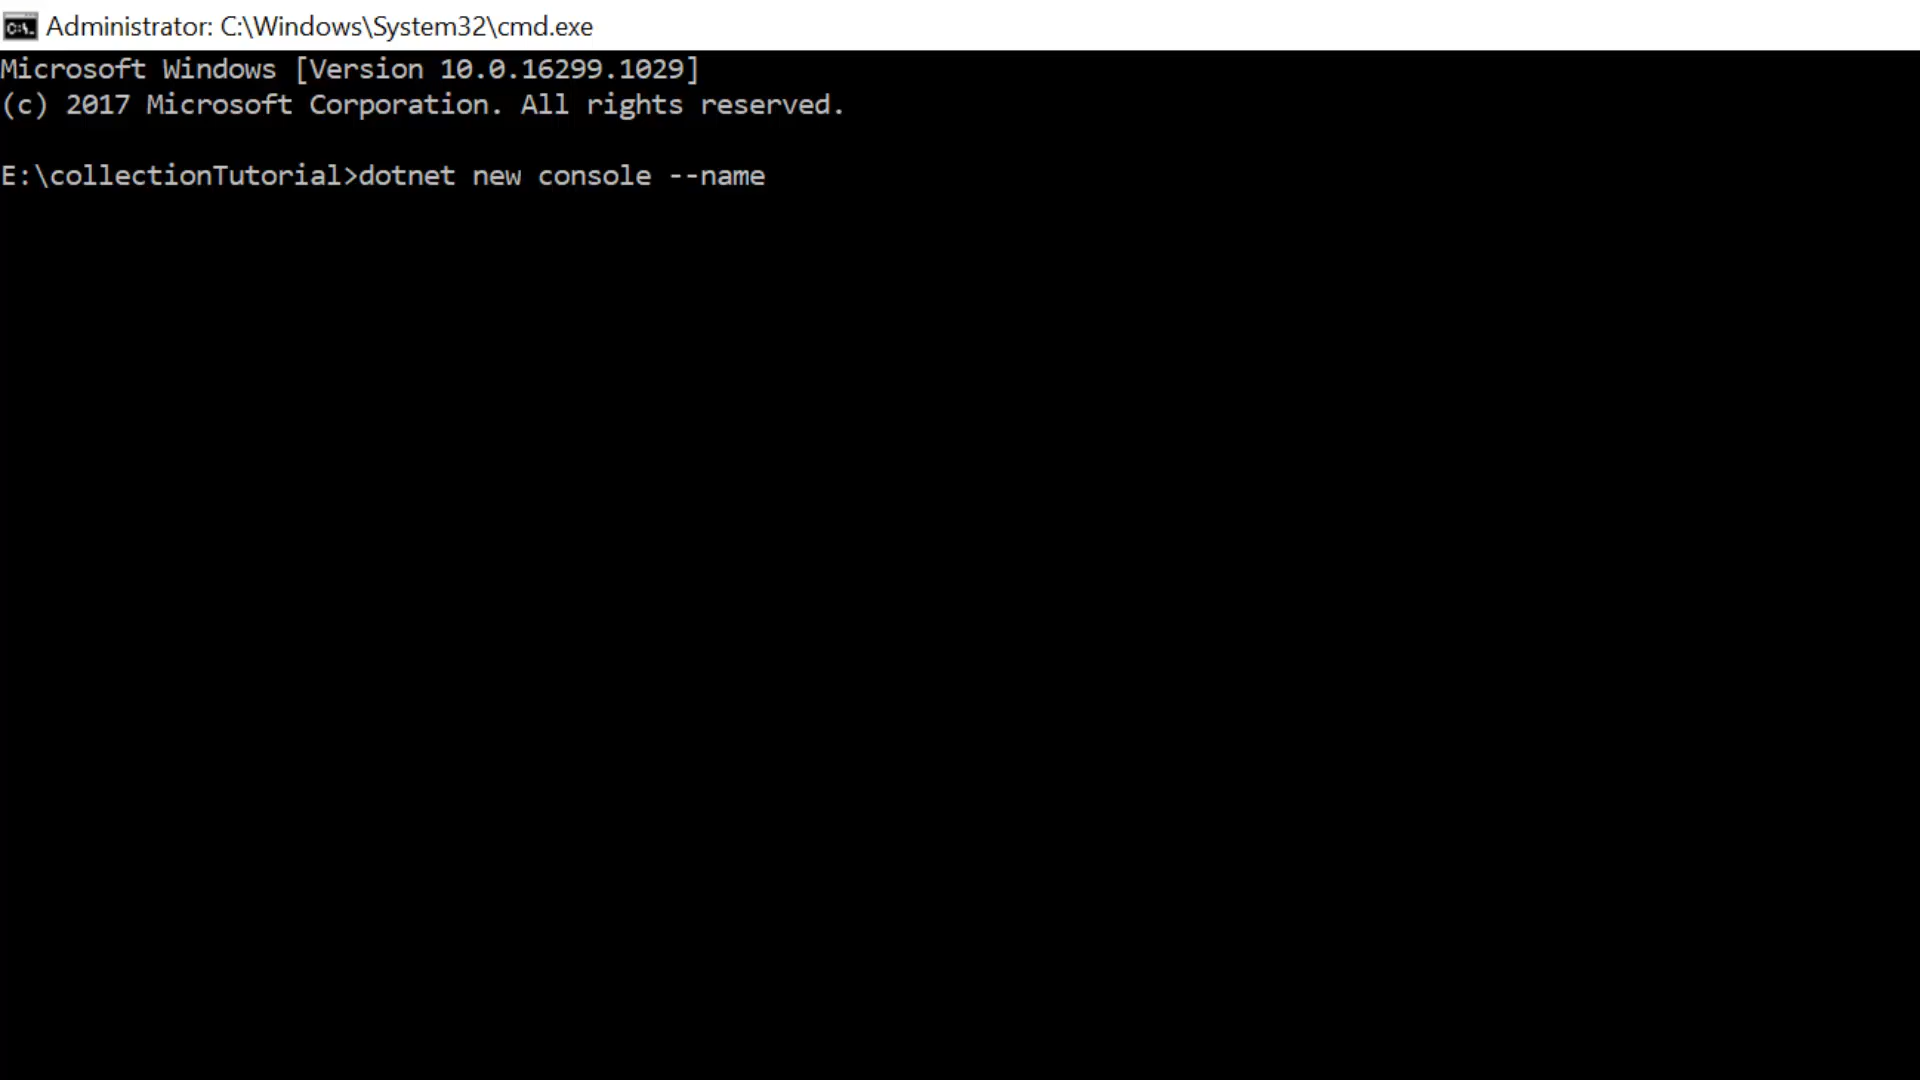 Administrator: C:\Windows\System32\cmd.exe
Microsoft Windows [Version 10.0.16299.1029]
(c) 2017 Microsoft Corporation. All rights reserved.
E:\collectionTutorial>dotnet new console --name